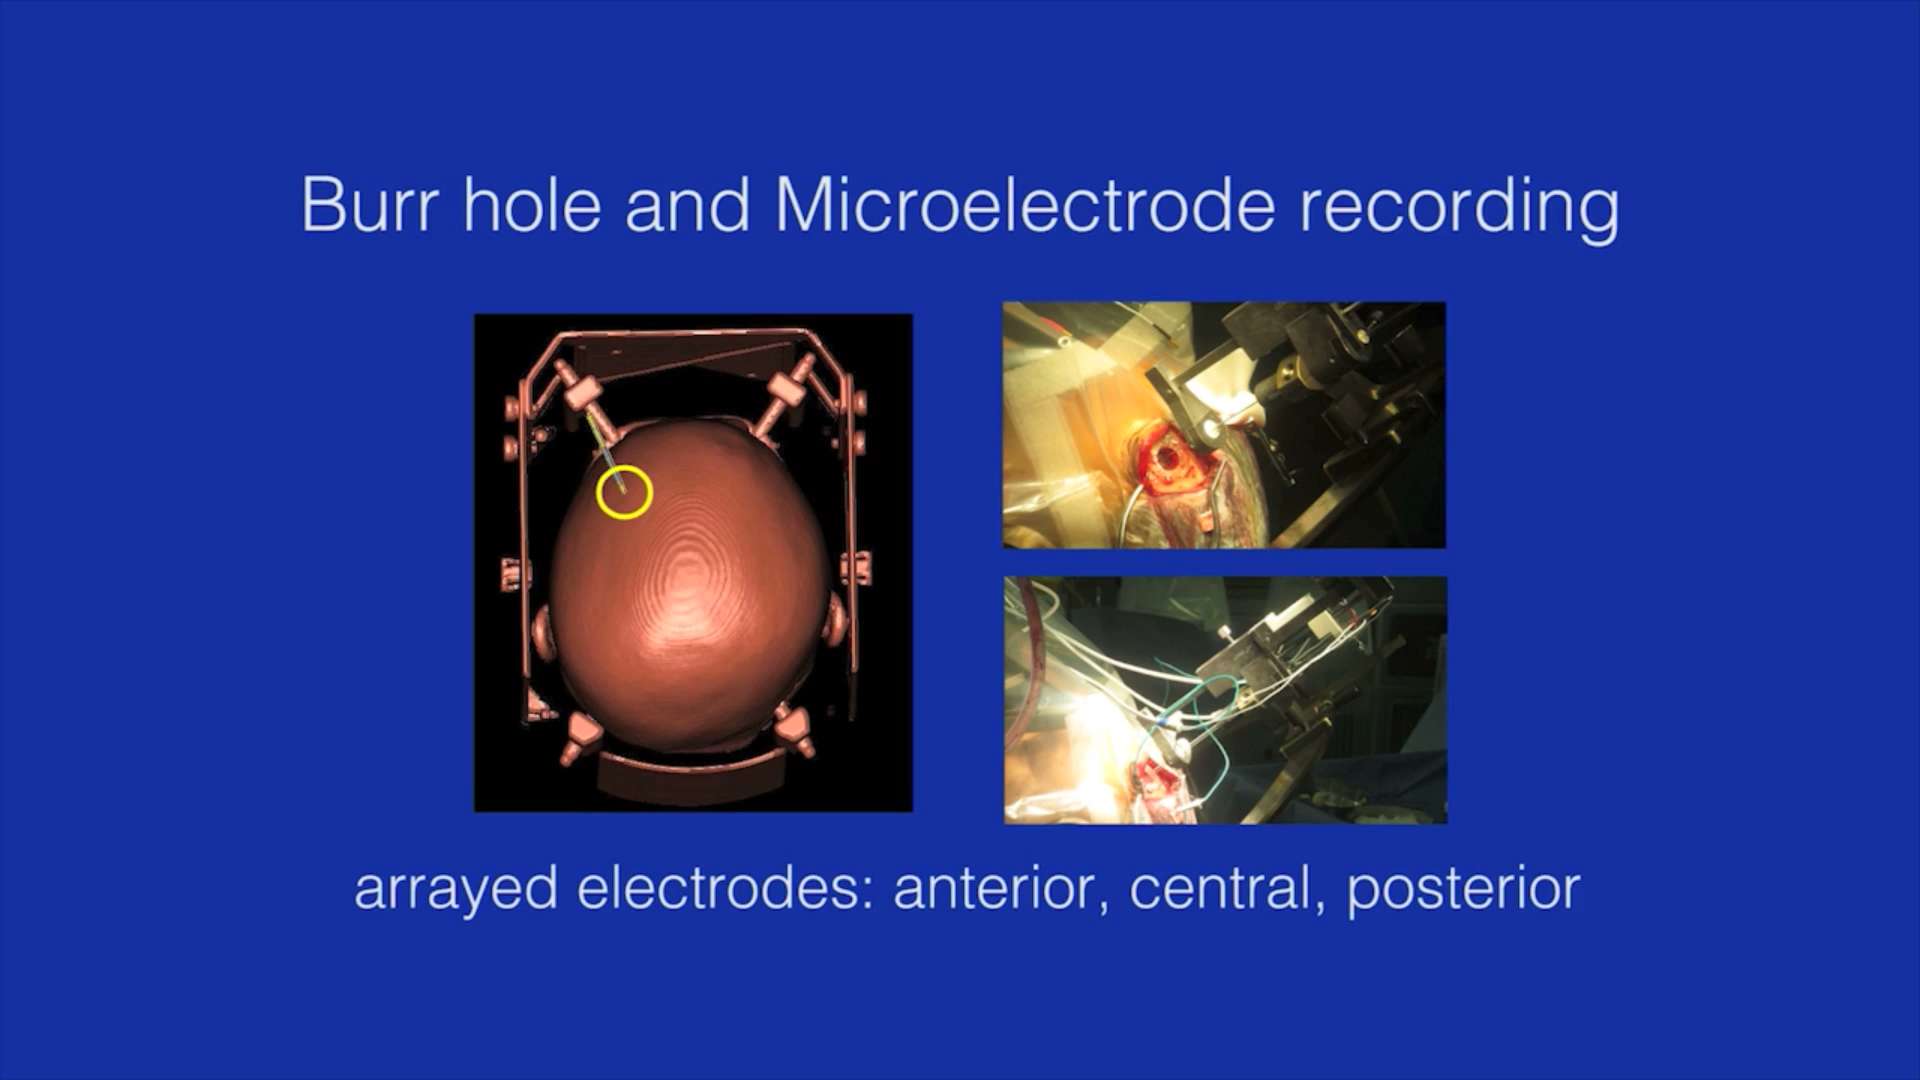 Burr hole and Microelectrode recording
arrayed electrodes: anterior, central, posterior